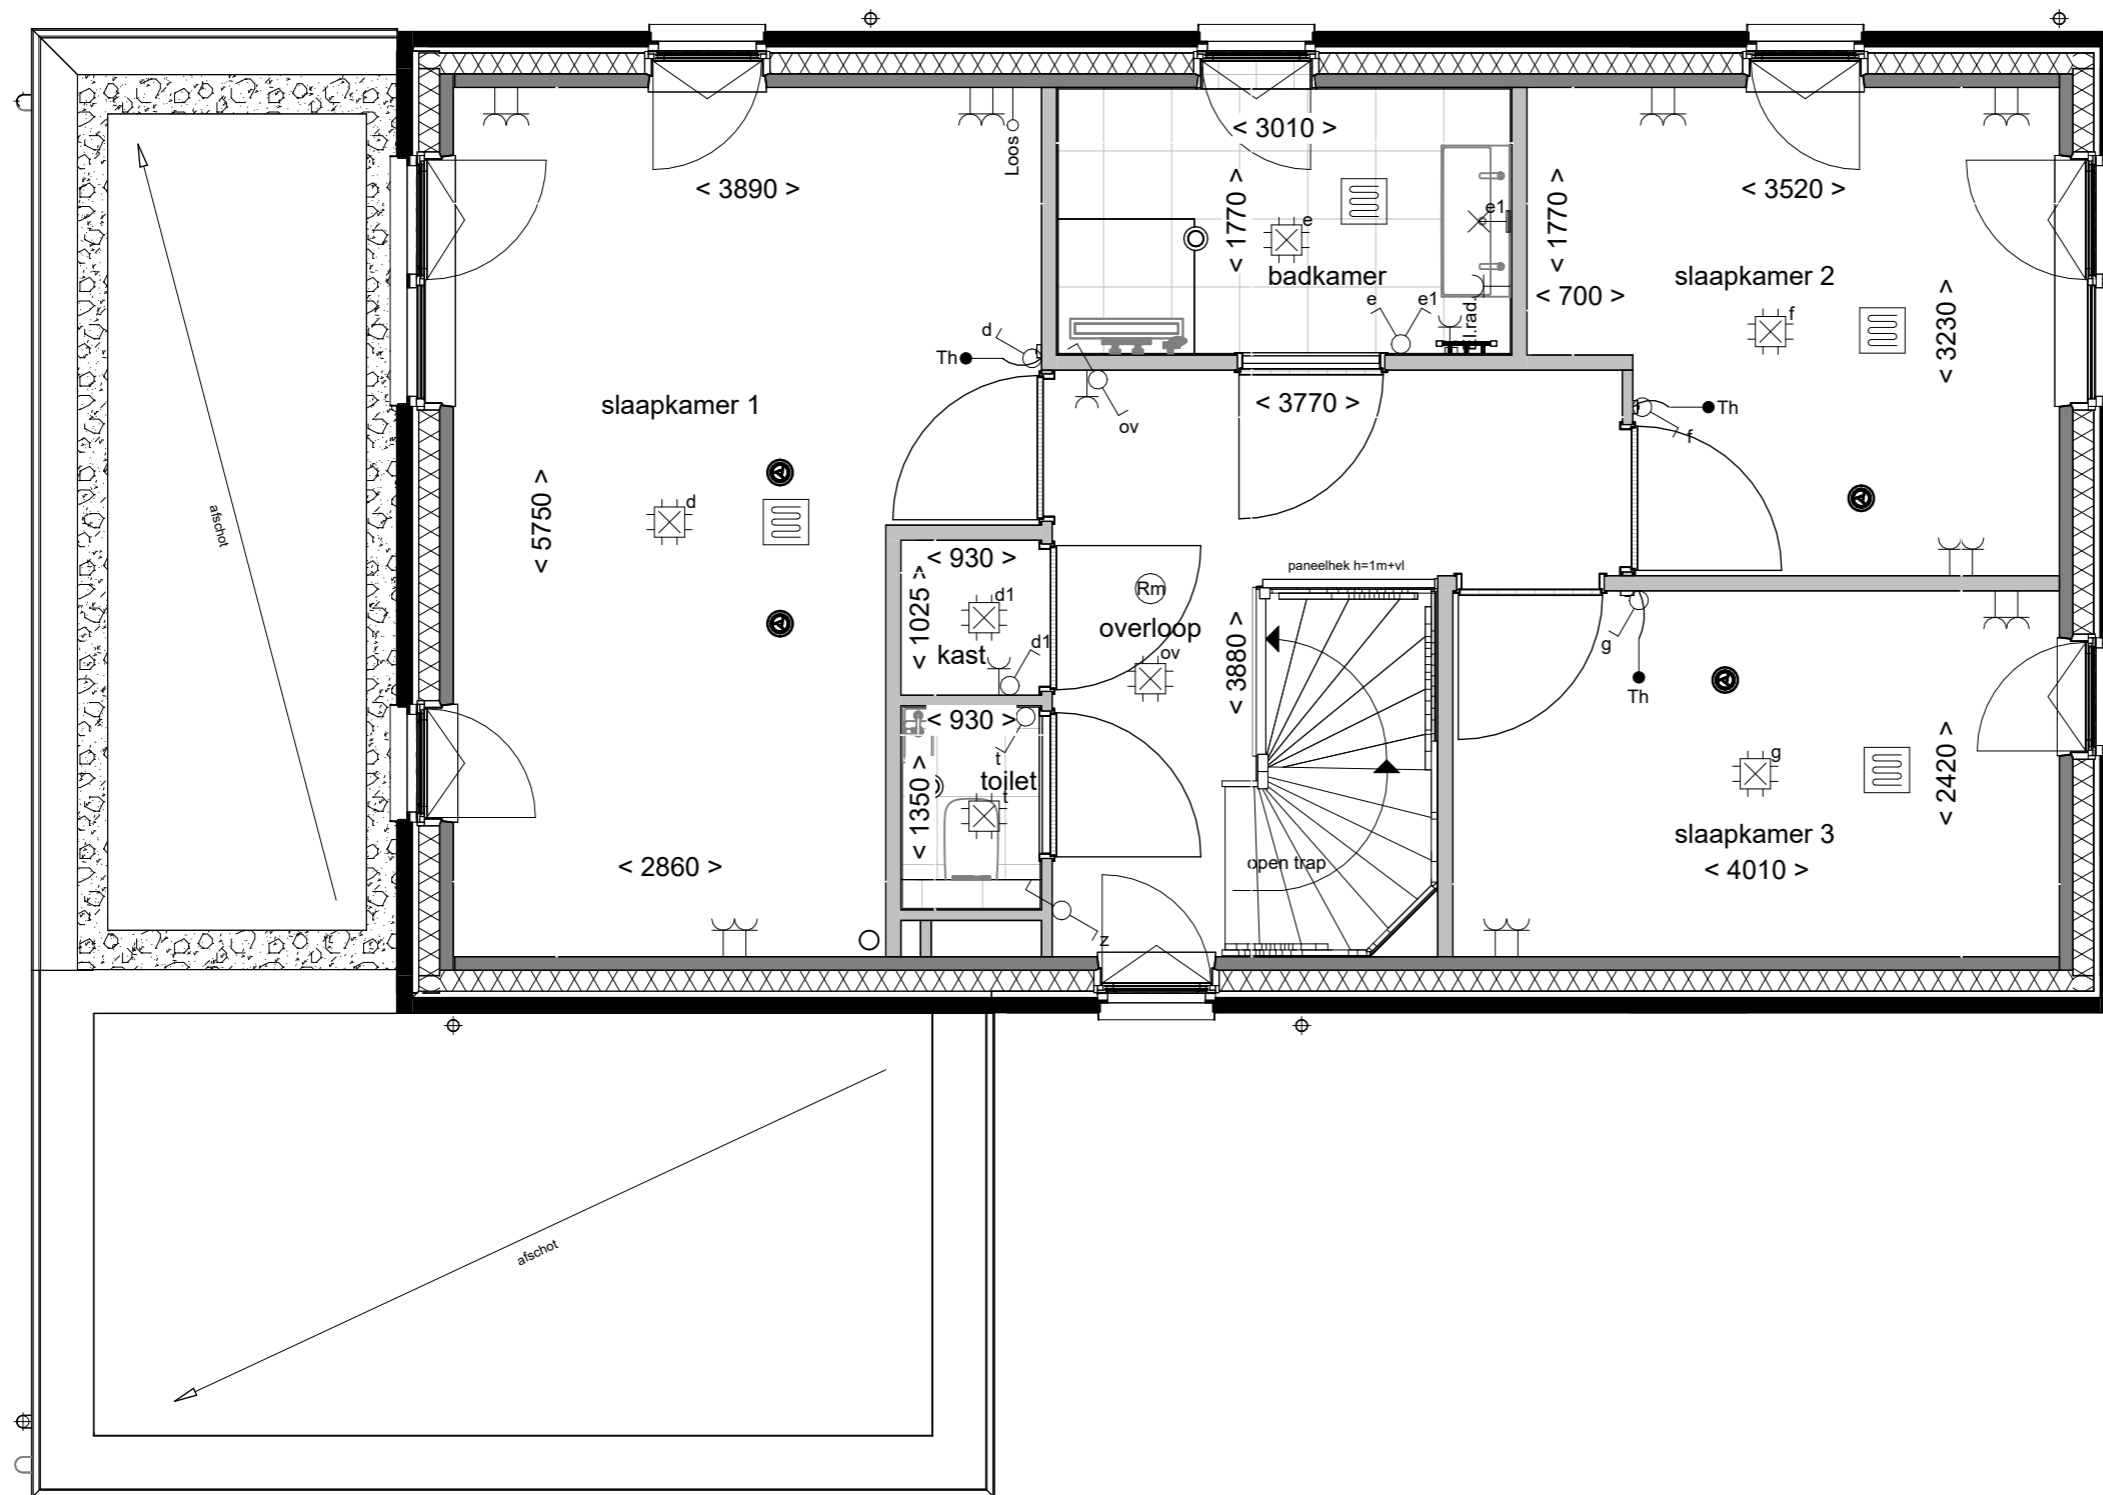 Loos
< 3010 >
< 3890 >
< 1770 >
e
e1
< 1770 >
< 3520 >
badkamer
slaapkamer 2
< 700 >
e
e1
el.rad.
f
< 3230 >
d
Th
slaapkamer 1
ov
< 3770 >
Th
f
afschot
< 5750 >
d
< 930 >
< 1025 >
d1
kast
d1
Rm
overloop
ov
paneelhek h=1m+vl
< 3880 >
g
Th
< 930 >
t
toilet
t
< 1350 >
g
< 2420 >
slaapkamer 3
< 4010 >
< 2860 >
open trap
z
afschot